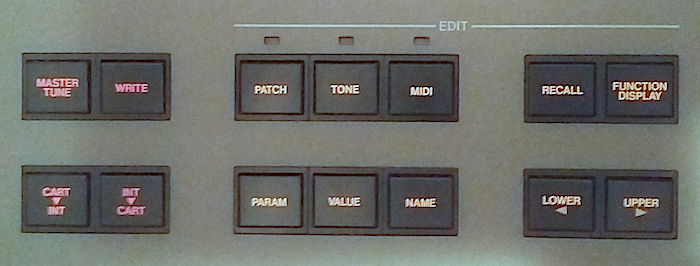 EDIT
MASTER
TUNE
WRITE
PATCH
TONE
MIDI
RECALL
FUNCTION
DISPLAY
CART
▼
INT
INT
▼
CART
PARAM
VALUE
NAME
LOWER
◀
UPPER
▶